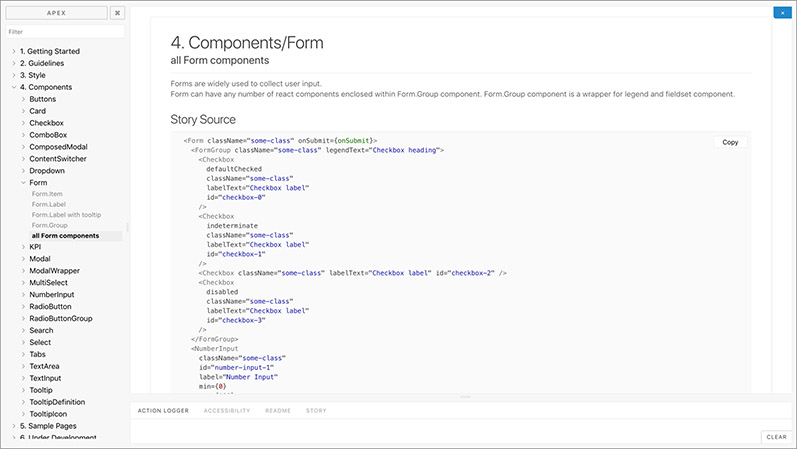 APEX
⌘
Filter
1. Getting Started
2. Guidelines
3. Style
4. Components
Buttons
Card
Checkbox
ComboBox
ComposedModal
ContentSwitcher
Dropdown
Form
Form.Item
Form.Label
Form.Label with tooltip
Form.Group
all Form components
KPI
Modal
ModalWrapper
MultiSelect
NumberInput
RadioButton
RadioButtonGroup
Search
Select
Tabs
TextArea
TextInput
Tooltip
TooltipDefinition
TooltipIcon
5. Sample Pages
6. Under Development
4. Components/Form
all Form components
Forms are widely used to collect user input.
Form can have any number of react components enclosed within Form.Group component. Form.Group component is a wrapper for legend and fieldset component.
Story Source
Copy
<Form className="some-class" onSubmit={onSubmit}>
<FormGroup className="some-class" legendText="Checkbox heading">
<Checkbox
defaultChecked
className="some-class"
labelText="Checkbox label"
id="checkbox-0"
/>
<Checkbox
indeterminate
className="some-class"
labelText="Checkbox label"
id="checkbox-1"
/>
<Checkbox className="some-class" labelText="Checkbox label" id="checkbox-2" />
<Checkbox
disabled
className="some-class"
labelText="Checkbox label"
id="checkbox-3"
/>
</FormGroup>
<NumberInput
className="some-class"
id="number-input-1"
label="Number Input"
min={0}
ACTION LOGGER
ACCESSIBILITY
README
STORY
CLEAR